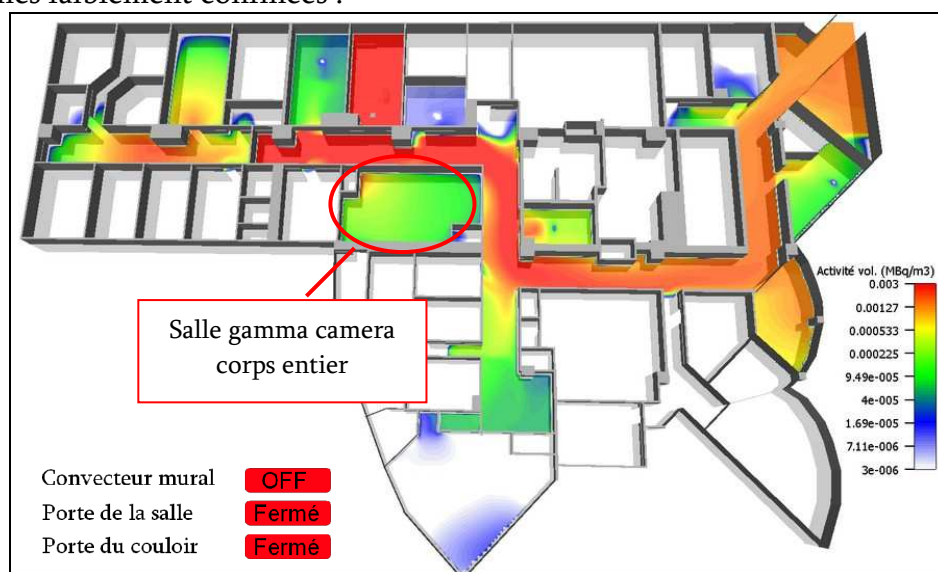 Salle gamma camera
corps entier
Activité vol. (MBq/m3)
0.003
0.00127
0.000533
0.000225
9.49e-005
4e-005
1.69e-005
7.11e-006
3e-006
Convecteur mural OFF
Porte de la salle Fermé
Porte du couloir Fermé